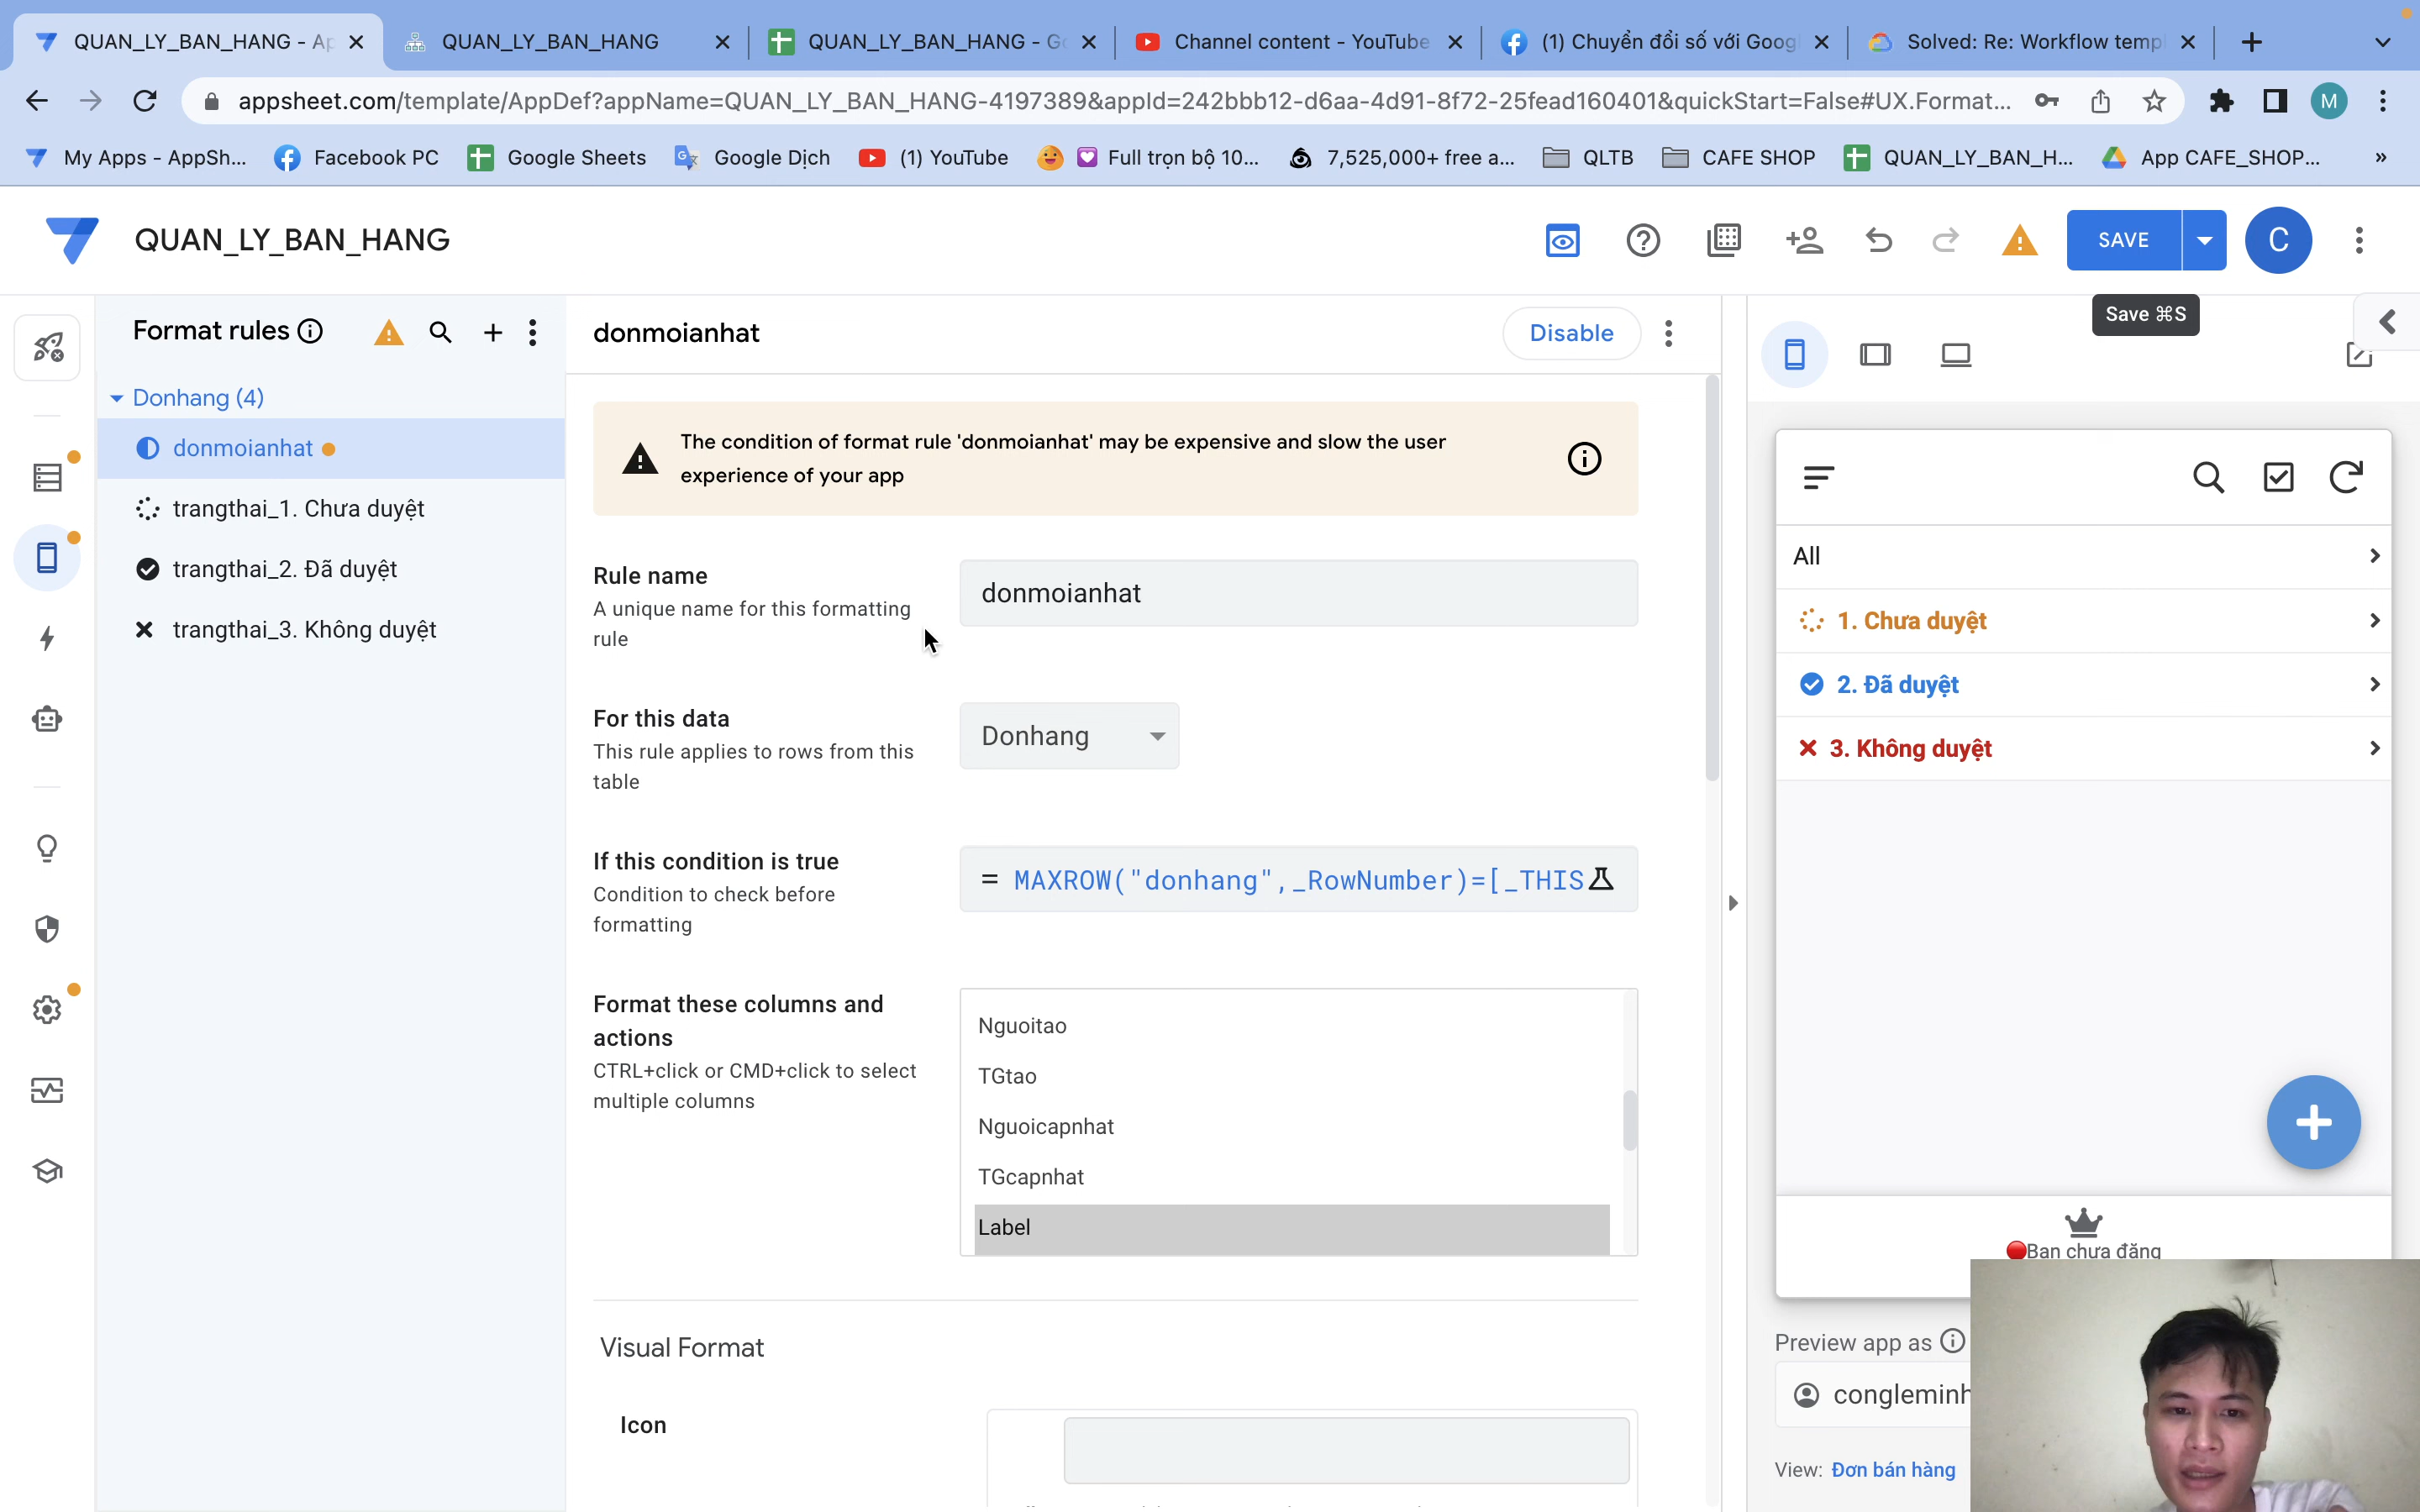 QUAN_LY_BAN_HANG - Ap
QUAN_LY_BAN_HANG
QUAN_LY_BAN_HANG - Go
Channel content - YouTube
(1) Chuyển đổi số với Googl
Solved: Re: Workflow templ
appsheet.com/template/AppDef?appName=QUAN_LY_BAN_HANG-4197389&appId=242bbb12-d6aa-4d91-8f72-25fead160401&quickStart=False#UX.Format...
M
My Apps - AppSh...
Facebook PC
Google Sheets
Google Dịch
(1) YouTube
Full trọn bộ 10...
7,525,000+ free a...
QLTB
CAFE SHOP
QUAN_LY_BAN_H...
App CAFE_SHOP...
»
QUAN_LY_BAN_HANG
SAVE
C
Save ⌘S
Format rules
Donhang (4)
donmoianhat
trangthai_1. Chưa duyệt
trangthai_2. Đã duyệt
trangthai_3. Không duyệt
donmoianhat
Disable
The condition of format rule 'donmoianhat' may be expensive and slow the user
experience of your app
Rule name
A unique name for this formatting
rule
donmoianhat
For this data
This rule applies to rows from this
table
Donhang
If this condition is true
Condition to check before
formatting
= MAXROW("donhang",_RowNumber)=[_THIS
Format these columns and
actions
CTRL+click or CMD+click to select
multiple columns
Nguoitao
TGtao
Nguoicapnhat
TGcapnhat
Label
Visual Format
Icon
All
1. Chưa duyệt
2. Đã duyệt
3. Không duyệt
Bạn chưa đăng
Preview app as
congleminh
View: Đơn bán hàng